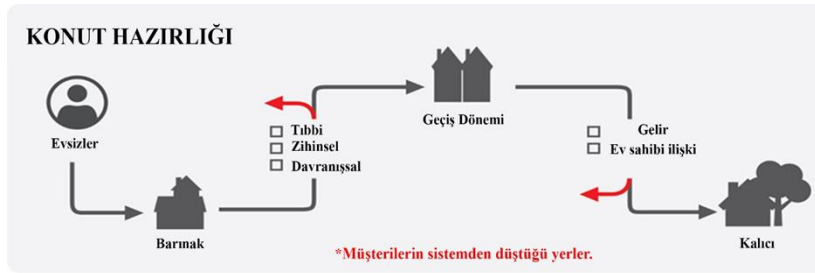 KONUT HAZIRLIĞI
Evsizler
Barınak
Tıbbi
Zihinsel
Davranışsal
Geçiş Dönemi
Gelir
Ev sahibi ilişki
Kalıcı
*Müşterilerin sistemden düştüğü yerler.